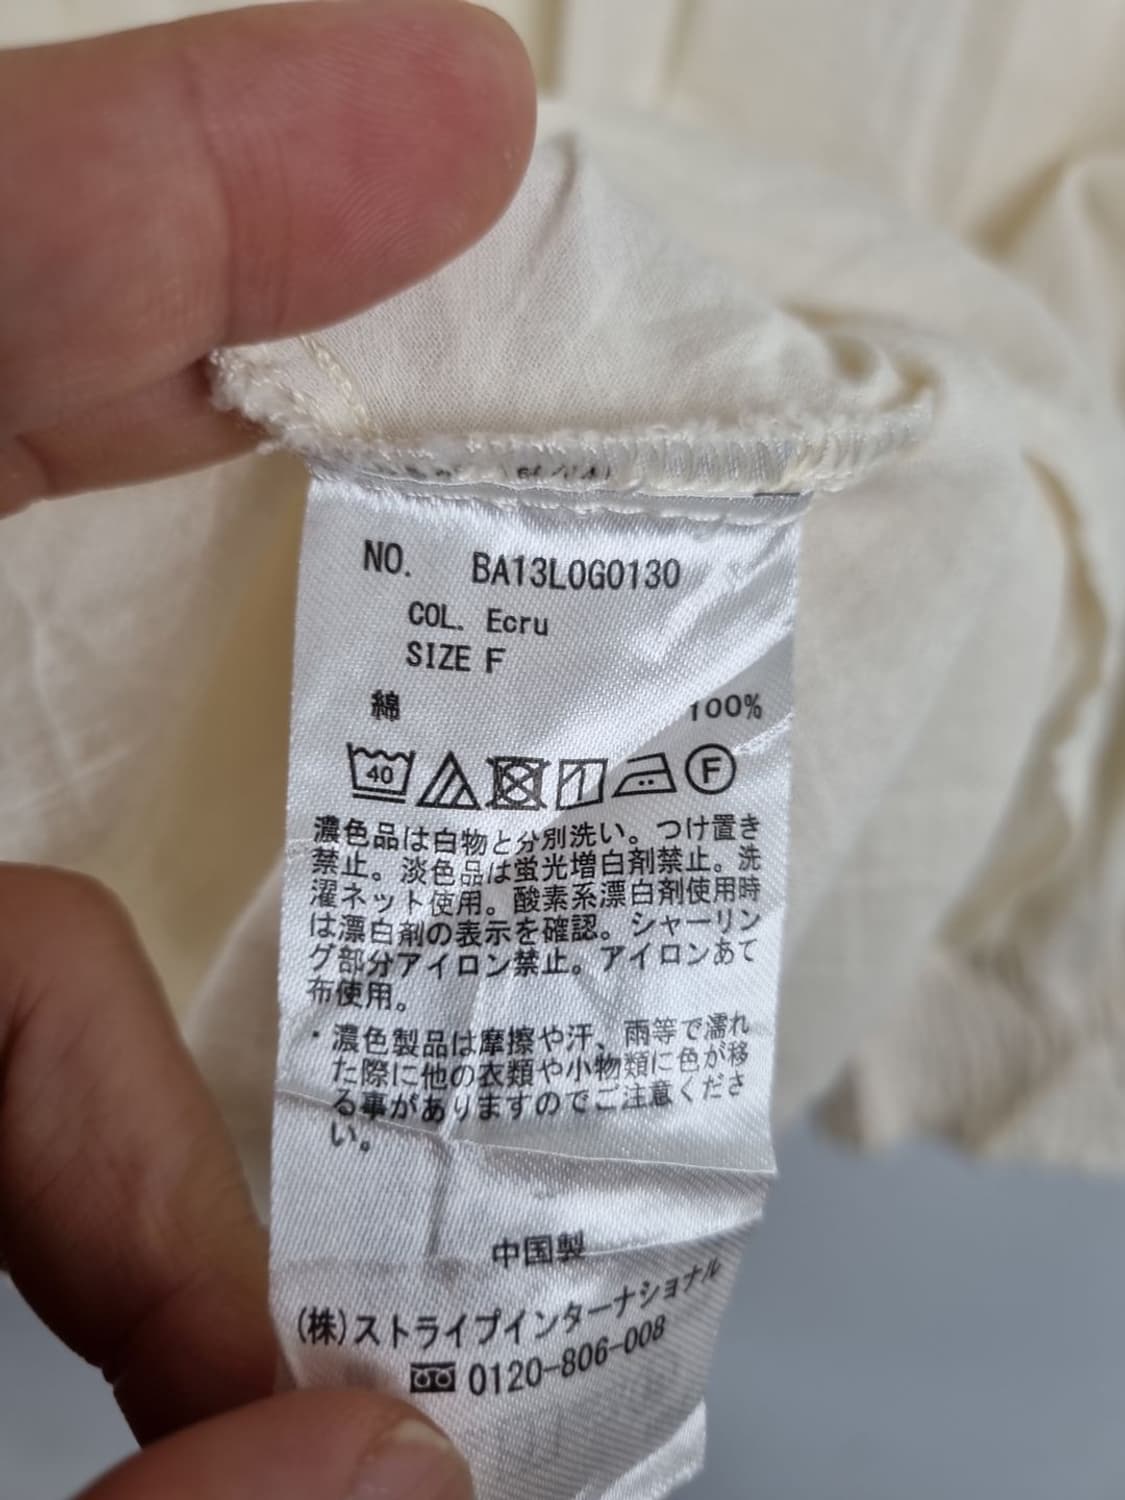 NO. BA13L0G0130
COL. Ecru
SIZE F
綿 100%
40 F
濃色品は白物と分別洗い。つけ置き
禁止。淡色品は蛍光増白剤禁止。洗
濯ネット使用。酸素系漂白剤使用時
は漂白剤の表示を確認。シャーリン
グ部分アイロン禁止。アイロンあて
布使用。
・濃色製品は摩擦や汗、雨等で濡れ
た際に他の衣類や小物類に色が移
る事がありますのでご注意くださ
い。
中国製
(株)ストライプインターナショナル
0120-806-008